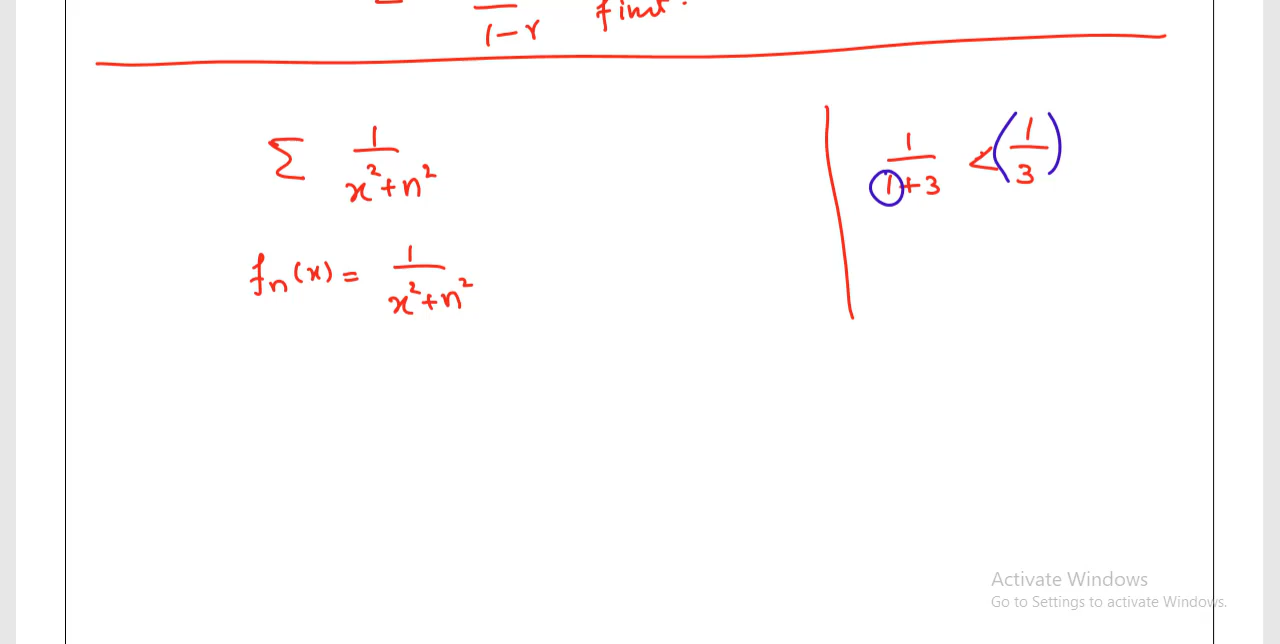 1-r finit.
Σ 1/(x²+n²)
fn(x) = 1/(x²+n²)
1/(1+3) < (1/3)
Activate Windows
Go to Settings to activate Windows.